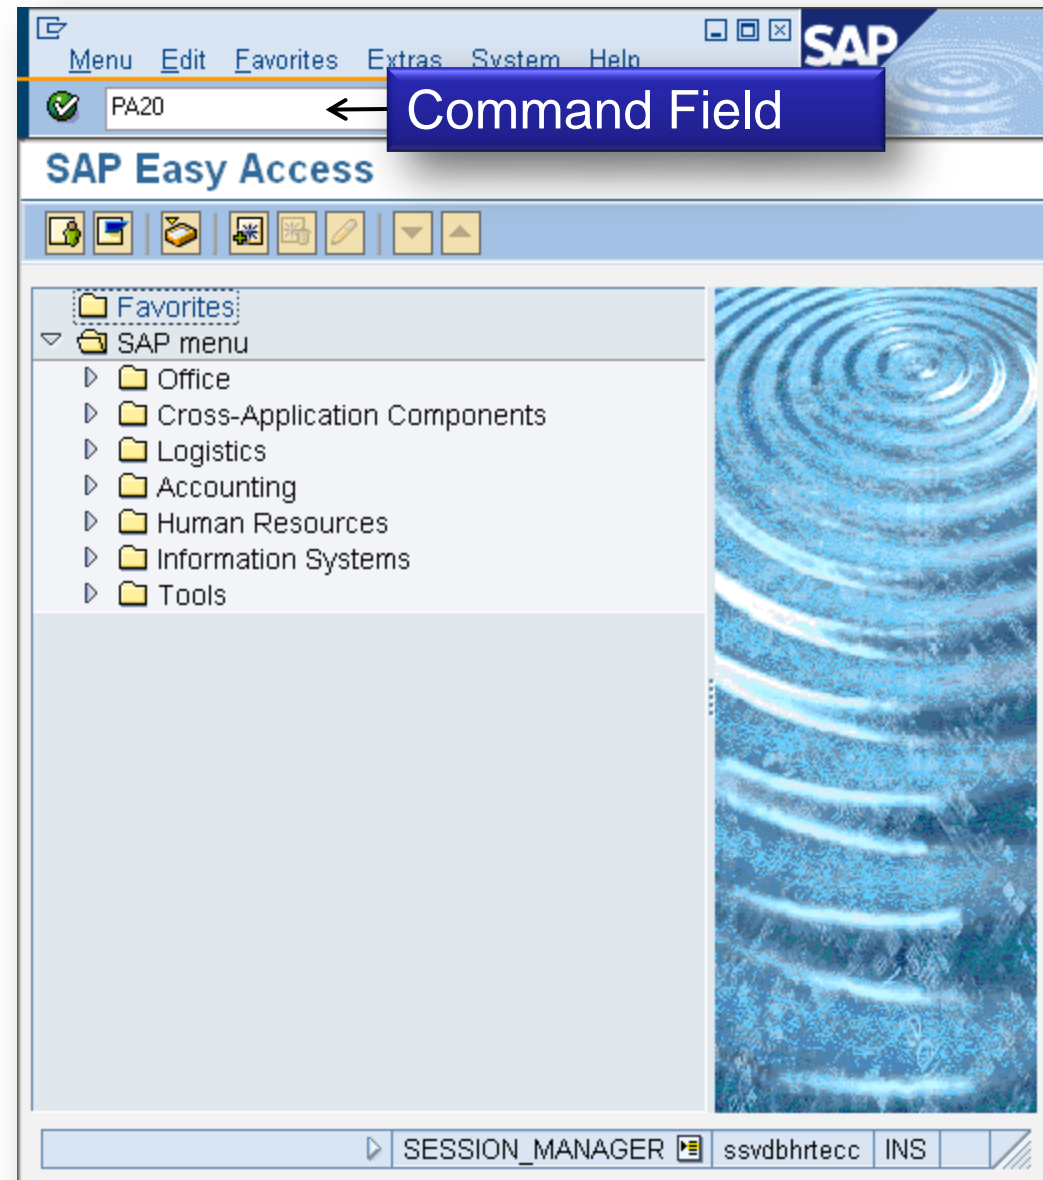 Menu Edit Favorites Extras System Help
SAP
PA20
Command Field
SAP Easy Access
Favorites
SAP menu
Office
Cross-Application Components
Logistics
Accounting
Human Resources
Information Systems
Tools
SESSION_MANAGER ssvdbhrtecc INS